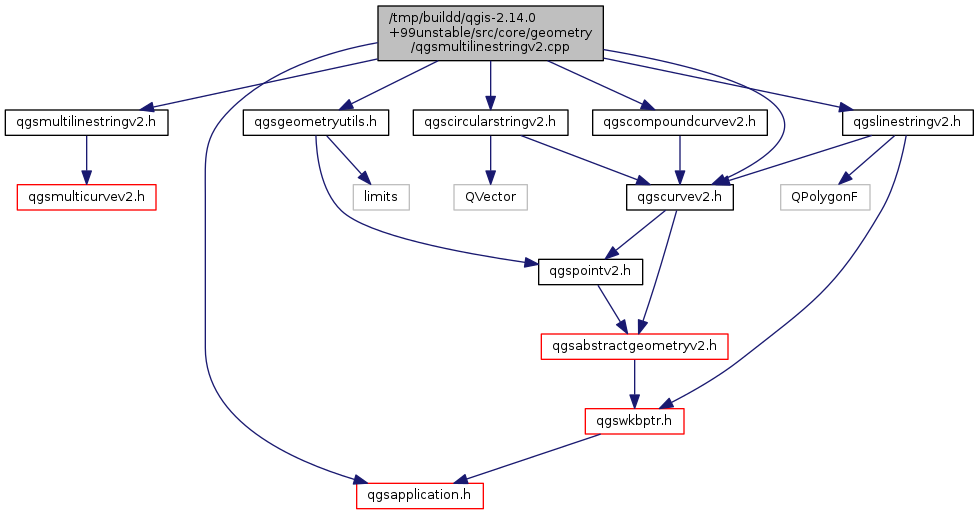 /tmp/buildd/qgis-2.14.0
+99unstable/src/core/geometry
/qgsmultilinestringv2.cpp
qgsmultilinestringv2.h
qgsgeometryutils.h
qgscircularstringv2.h
qgscompoundcurvev2.h
qgslinestringv2.h
qgsmulticurvev2.h
limits
QVector
qgscurvev2.h
QPolygonF
qgspointv2.h
qgsabstractgeometryv2.h
qgswkbptr.h
qgsapplication.h